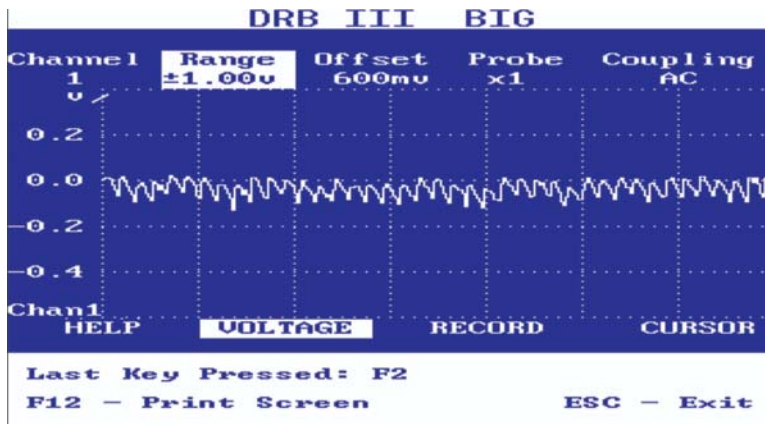 DRB III BIG
Channel Range Offset Probe Coupling
1 ±1.00v 600mv x1 AC
v
0.2
0.0
-0.2
-0.4
Chan1
HELP VOLTAGE RECORD CURSOR
Last Key Pressed: F2
F12 - Print Screen ESC - Exit